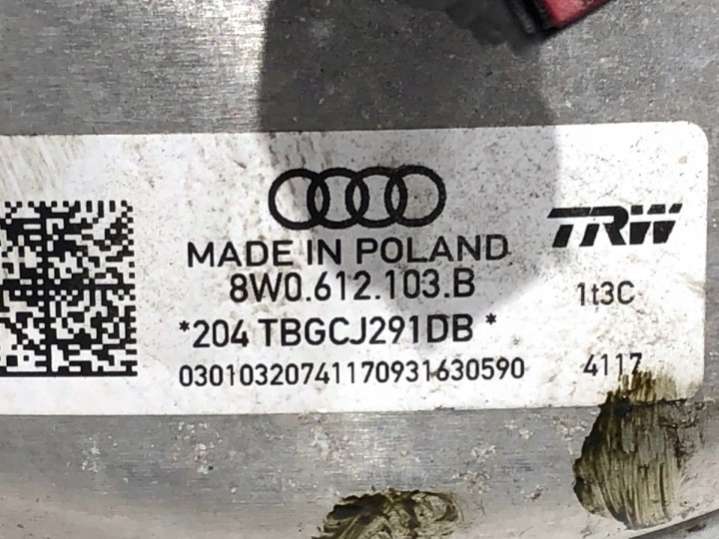 TRW
MADE IN POLAND
8W0.612.103.B
1t3C
*204 TBGCJ291DB *
03010320741170931630590
4117